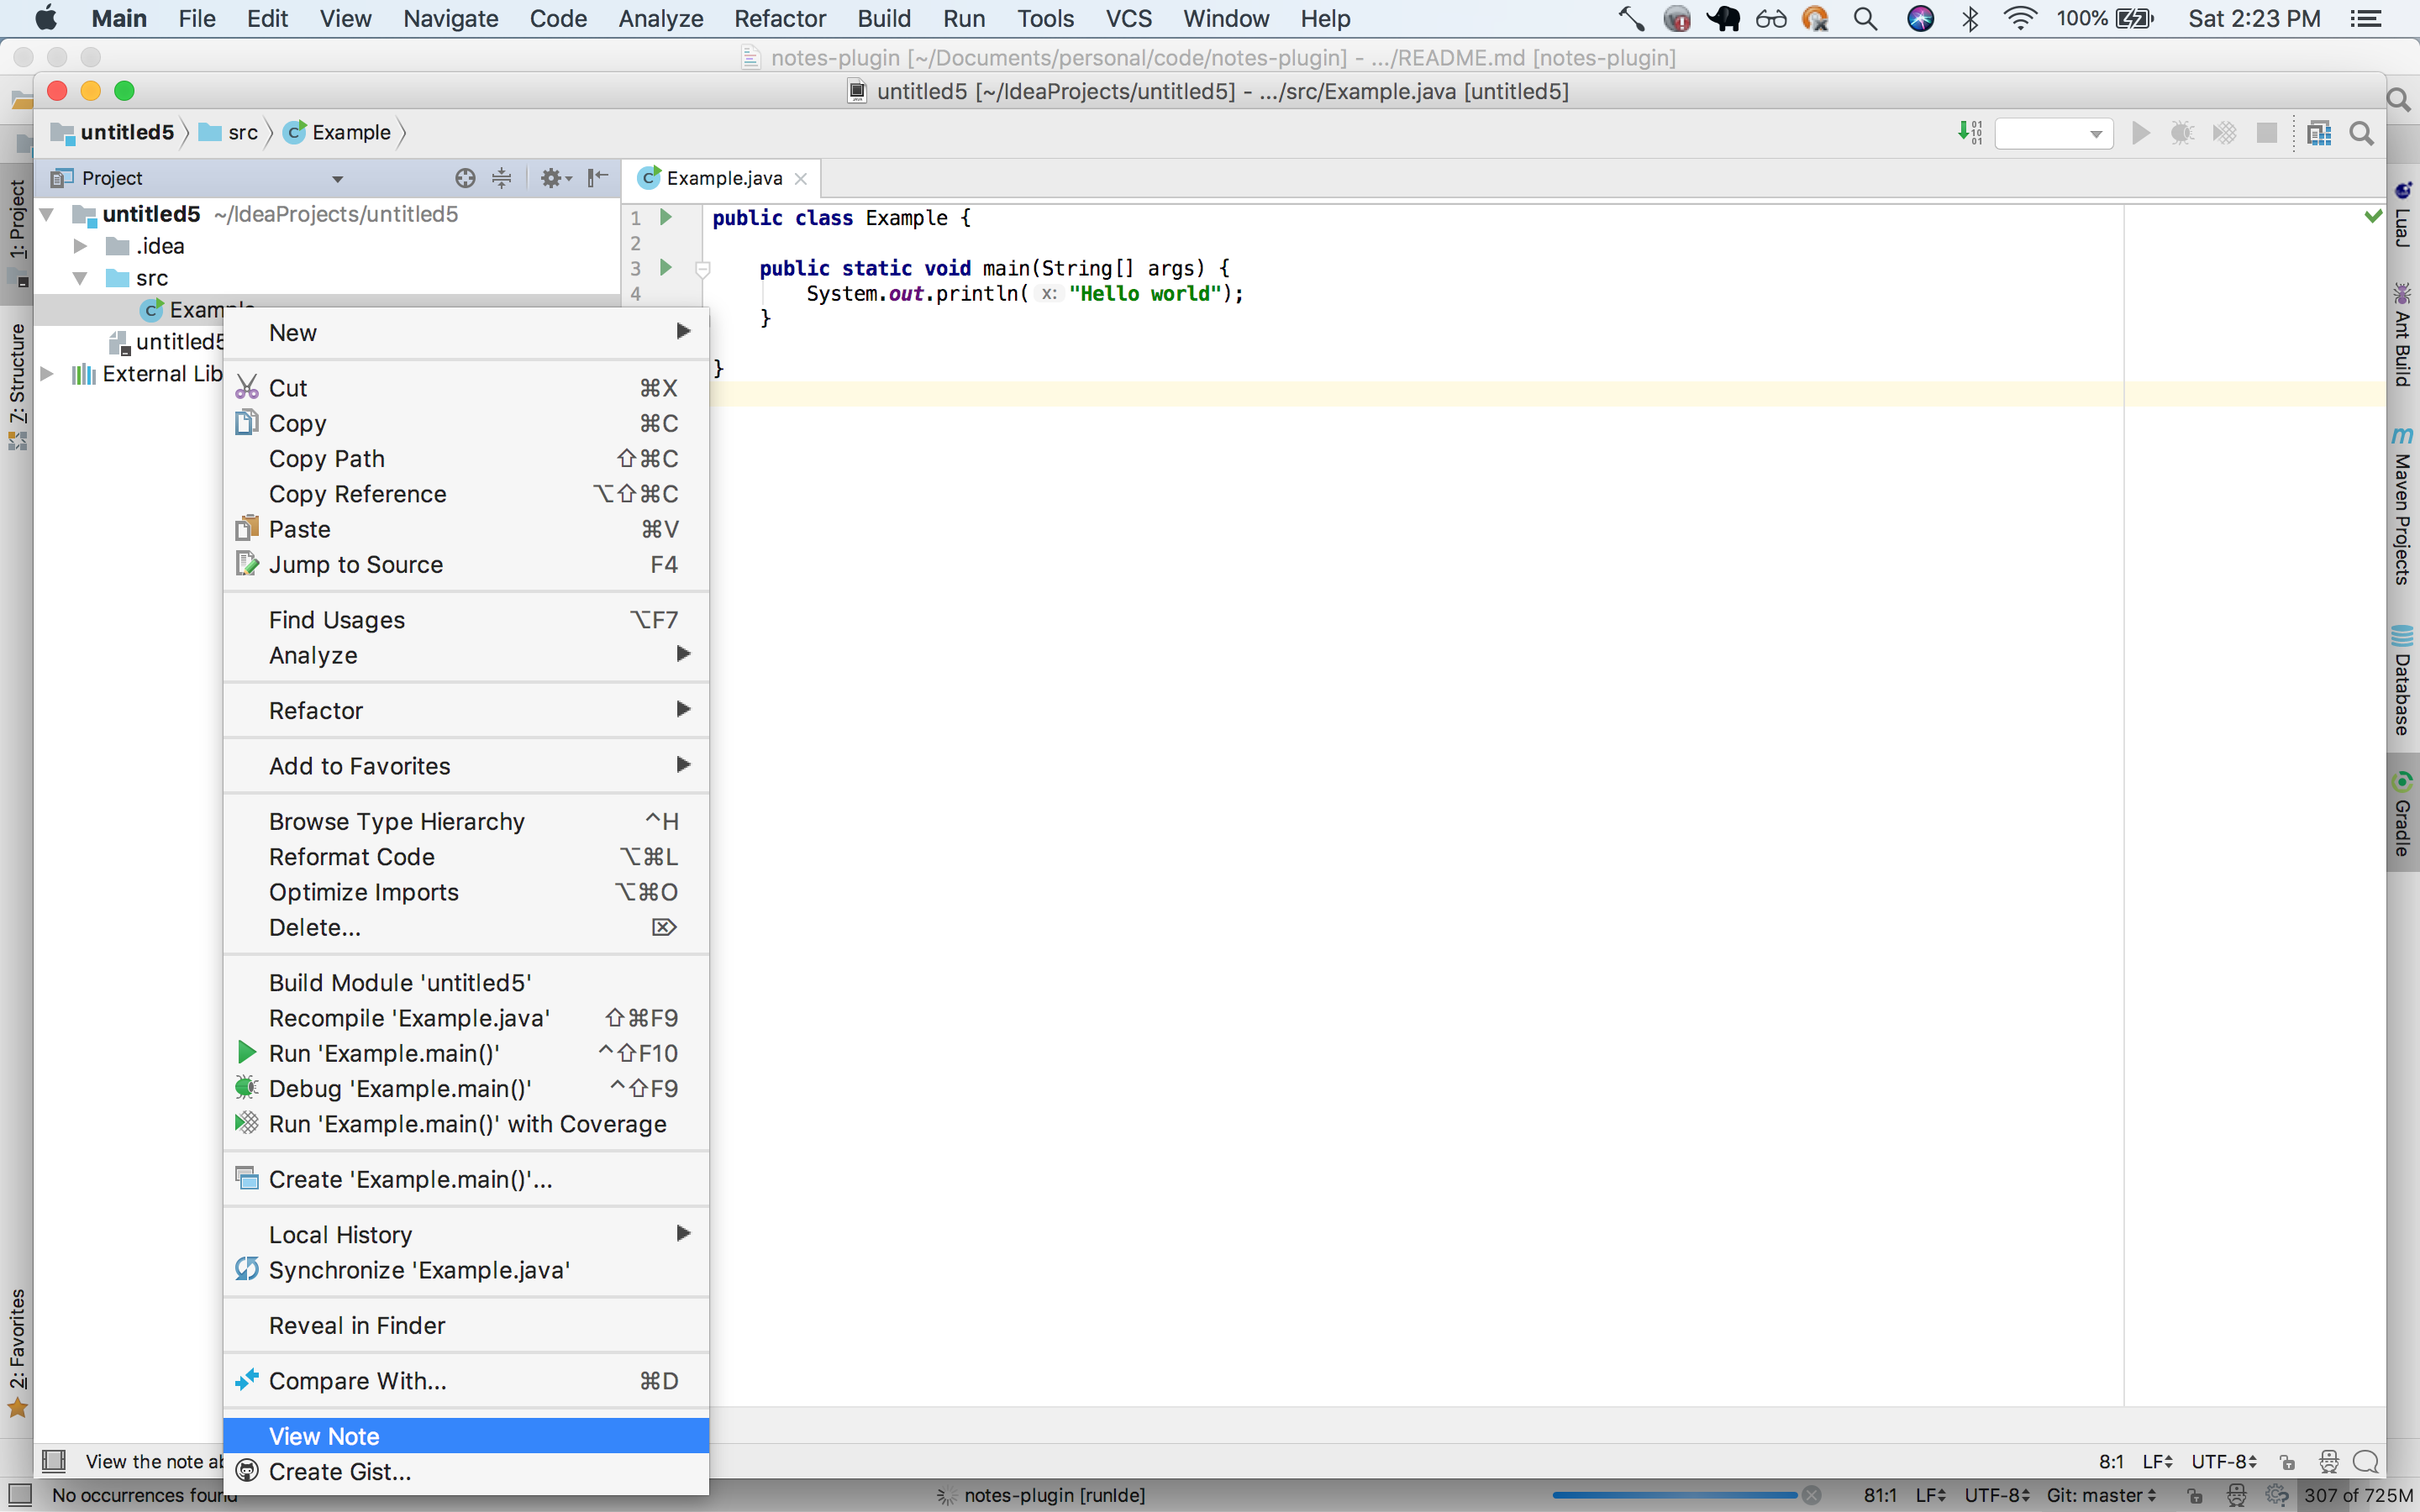 Main File Edit View Navigate Code Analyze Refactor Build Run Tools VCS Window Help 100% Sat 2:23 PM
notes-plugin [~/Documents/personal/code/notes-plugin] - .../README.md [notes-plugin]
untitled5 [~/IdeaProjects/untitled5] - .../src/Example.java [untitled5]
untitled5 src Example
Project
Example.java
1: Project
7: Structure
2: Favorites
untitled5 ~/IdeaProjects/untitled5
.idea
src
Example
untitled5
External Lib
1 public class Example {
2
3 public static void main(String[] args) {
4 System.out.println( x: "Hello world");
}
}
New
Cut ⌘X
Copy ⌘C
Copy Path ⇧⌘C
Copy Reference ⌥⇧⌘C
Paste ⌘V
Jump to Source F4
Find Usages ⌥F7
Analyze
Refactor
Add to Favorites
Browse Type Hierarchy ^H
Reformat Code ⌥⌘L
Optimize Imports ⌥⌘O
Delete... ⌦
Build Module 'untitled5'
Recompile 'Example.java' ⇧⌘F9
Run 'Example.main()' ^⇧F10
Debug 'Example.main()' ^⇧F9
Run 'Example.main()' with Coverage
Create 'Example.main()'...
Local History
Synchronize 'Example.java'
Reveal in Finder
Compare With... ⌘D
View Note
Create Gist...
LuaJ
Ant Build
Maven Projects
Database
Gradle
View the note ab
8:1 LF UTF-8
No occurrences found
notes-plugin [runIde]
81:1 LF UTF-8 Git: master 307 of 725M